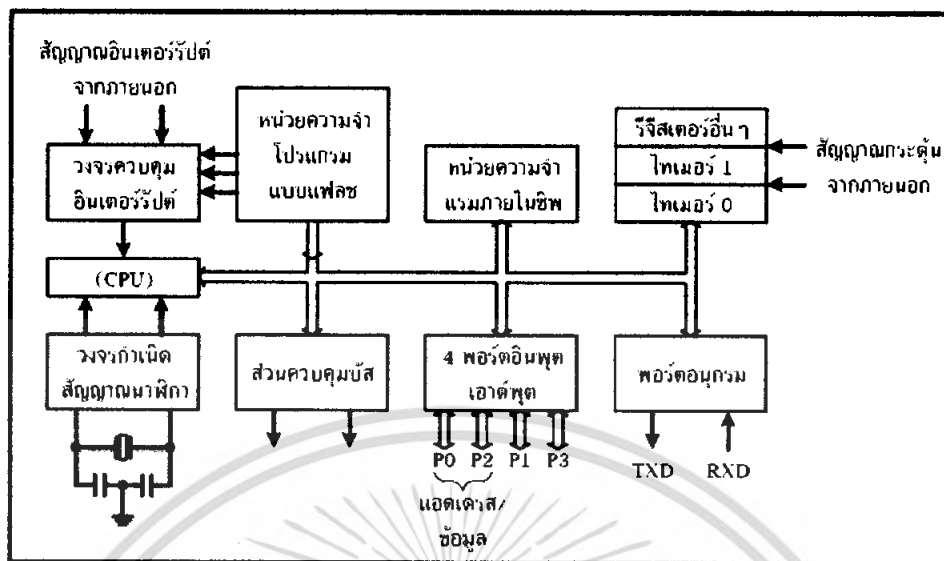 สัญญาณอินเตอร์รัปต์
จากภายนอก
วงจรควบคุม
อินเตอร์รัปต์
หน่วยความจำ
โปรแกรม
แบบแฟลช
หน่วยความจำ
แรมภายในชิพ
รีจิสเตอร์อื่นๆ
ไทเมอร์ 1
ไทเมอร์ 0
สัญญาณกระตุ้น
จากภายนอก
(CPU)
วงจรกำเนิด
สัญญาณนาฬิกา
ส่วนควบคุมบัส
4 พอร์ตอินพุต
เอาต์พุต
พอร์ตอนุกรม
P0 P2 P1 P3
TXD RXD
แอดเดรส/
ข้อมูล